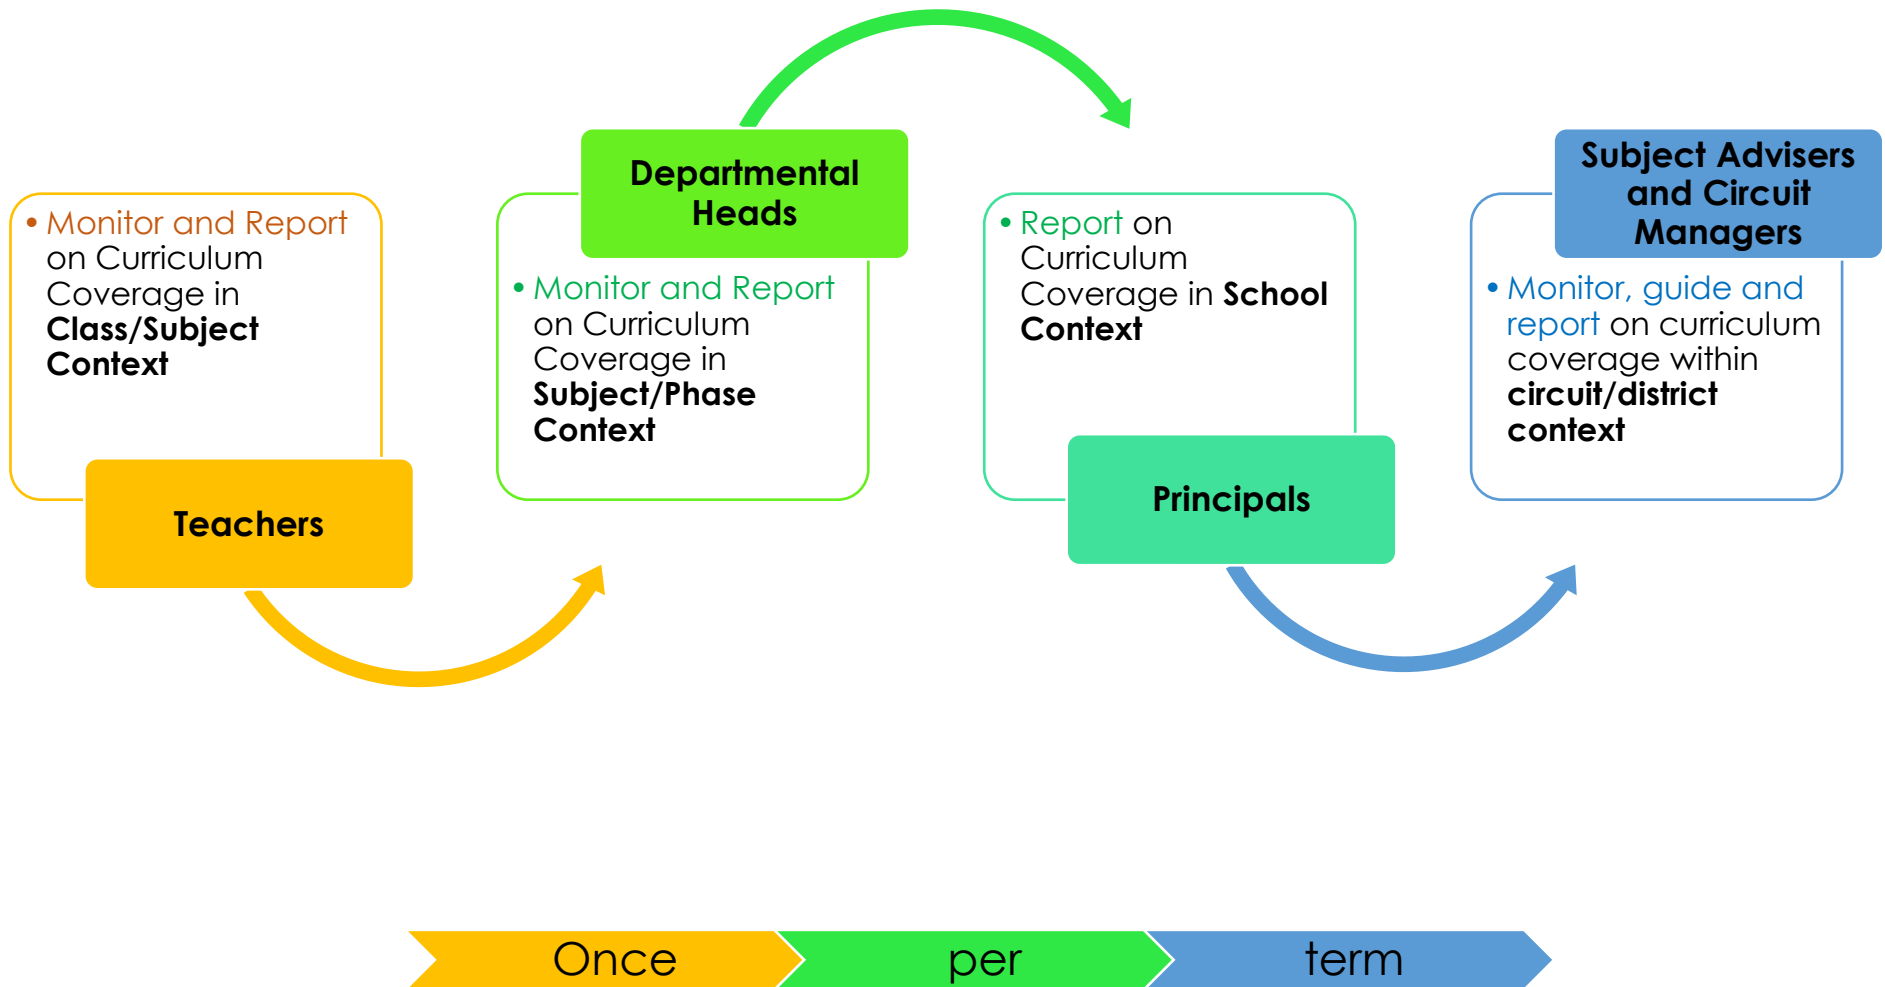 • Monitor and Report
on Curriculum
Coverage in
Class/Subject
Context
Teachers
Departmental
Heads
• Monitor and Report
on Curriculum
Coverage in
Subject/Phase
Context
• Report on
Curriculum
Coverage in School
Context
Principals
Subject Advisers
and Circuit
Managers
• Monitor, guide and
report on curriculum
coverage within
circuit/district
context
Once per term